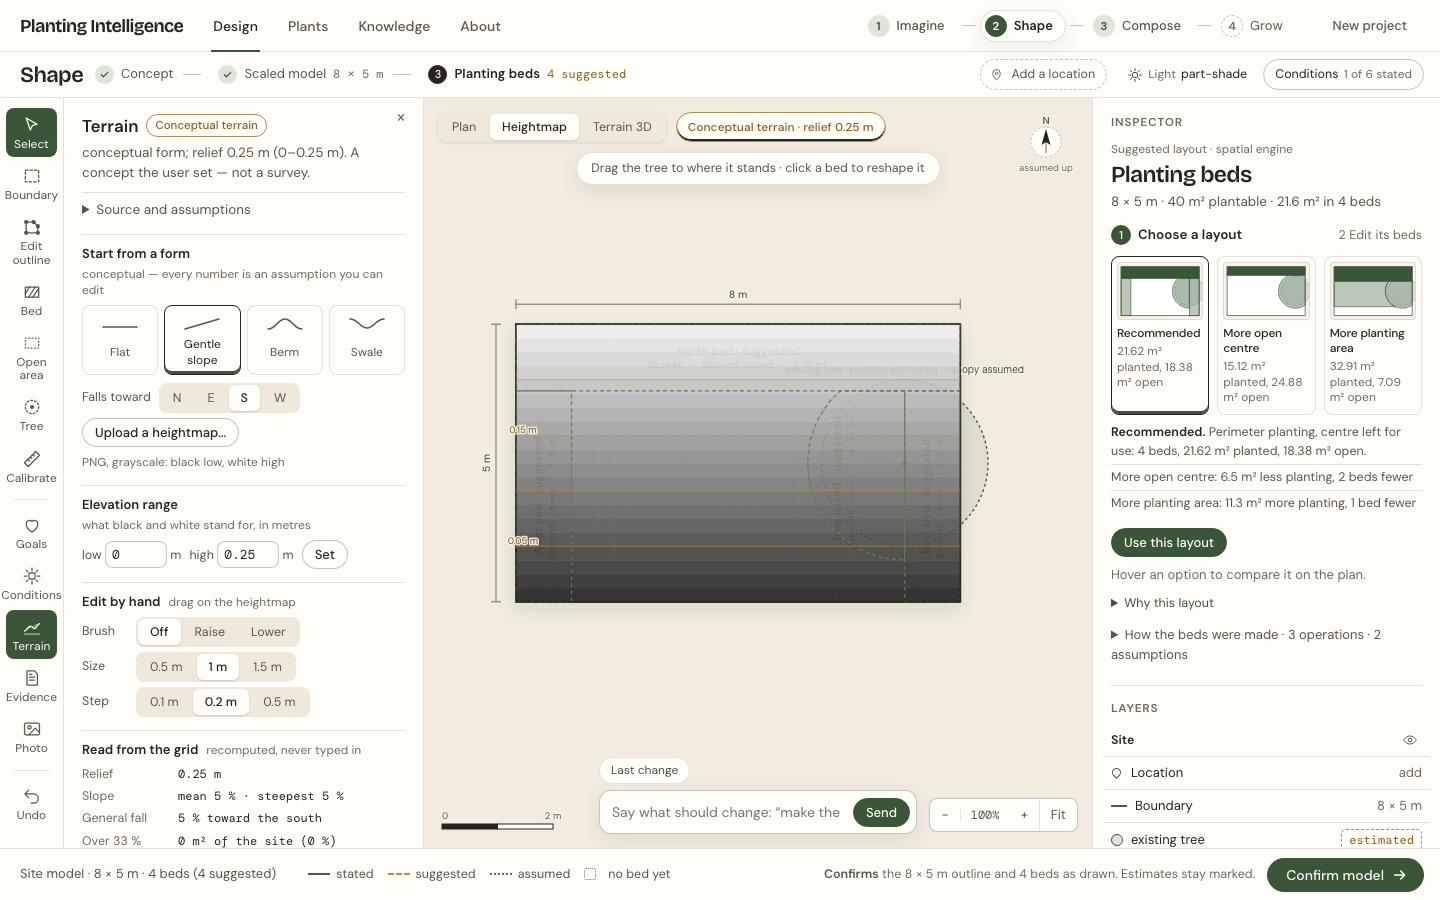 Planting Intelligence
Design
Plants
Knowledge
About
1 Imagine
2 Shape
3 Compose
4 Grow
New project
Shape
Concept
Scaled model 8 × 5 m
3 Planting beds 4 suggested
Add a location
Light part-shade
Conditions 1 of 6 stated
Select
Boundary
Edit outline
Bed
Open area
Tree
Calibrate
Goals
Conditions
Terrain
Evidence
Photo
Undo
Terrain Conceptual terrain ×
conceptual form; relief 0.25 m (0–0.25 m). A
concept the user set — not a survey.
Source and assumptions
Start from a form
conceptual — every number is an assumption you can
edit
Flat
Gentle slope
Berm
Swale
Falls toward N E S W
Upload a heightmap…
PNG, grayscale: black low, white high
Elevation range
what black and white stand for, in metres
low 0 m high 0.25 m Set
Edit by hand drag on the heightmap
Brush Off Raise Lower
Size 0.5 m 1 m 1.5 m
Step 0.1 m 0.2 m 0.5 m
Read from the grid recomputed, never typed in
Relief 0.25 m
Slope mean 5 % · steepest 5 %
General fall 5 % toward the south
Over 33 % 0 m² of the site (0 %)
Plan Heightmap Terrain 3D
Conceptual terrain · relief 0.25 m
Drag the tree to where it stands · click a bed to reshape it
N
assumed up
8 m
5 m
North bed · suggested
Screen · Ground cover
existing tree · position estimated · canopy assumed
0.15 m
0.05 m
West bed · suggested
Ground cover
Tree island · suggested
Ground cover
East bed · suggested
Ground cover
Last change
Say what should change: “make the
Send
0 2 m
− 100% + Fit
INSPECTOR
Suggested layout · spatial engine
Planting beds
8 × 5 m · 40 m² plantable · 21.6 m² in 4 beds
1 Choose a layout 2 Edit its beds
Recommended
21.62 m² planted, 18.38 m² open
More open centre
15.12 m² planted, 24.88 m² open
More planting area
32.91 m² planted, 7.09 m² open
Recommended. Perimeter planting, centre left for
use: 4 beds, 21.62 m² planted, 18.38 m² open.
More open centre: 6.5 m² less planting, 2 beds fewer
More planting area: 11.3 m² more planting, 1 bed fewer
Use this layout
Hover an option to compare it on the plan.
Why this layout
How the beds were made · 3 operations · 2
assumptions
LAYERS
Site
Location add
Boundary 8 × 5 m
existing tree estimated
Site model · 8 × 5 m · 4 beds (4 suggested)
stated
suggested
assumed
no bed yet
Confirms the 8 × 5 m outline and 4 beds as drawn. Estimates stay marked.
Confirm model →